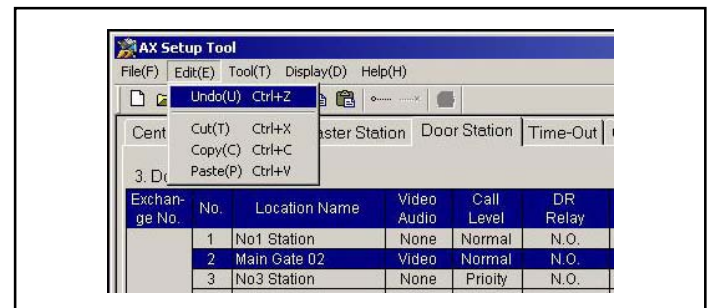 AX Setup Tool
File(F) Edit(E) Tool(T) Display(D) Help(H)
Undo(U) Ctrl+Z
Cut(T) Ctrl+X
Copy(C) Ctrl+C
Paste(P) Ctrl+V
Cent aster Station Door Station Time-Out
3. Do
Exchan-ge No. No. Location Name Video Audio Call Level DR Relay
1 No1 Station None Normal N.O.
2 Main Gate 02 Video Normal N.O.
3 No3 Station None Prioity N.O.